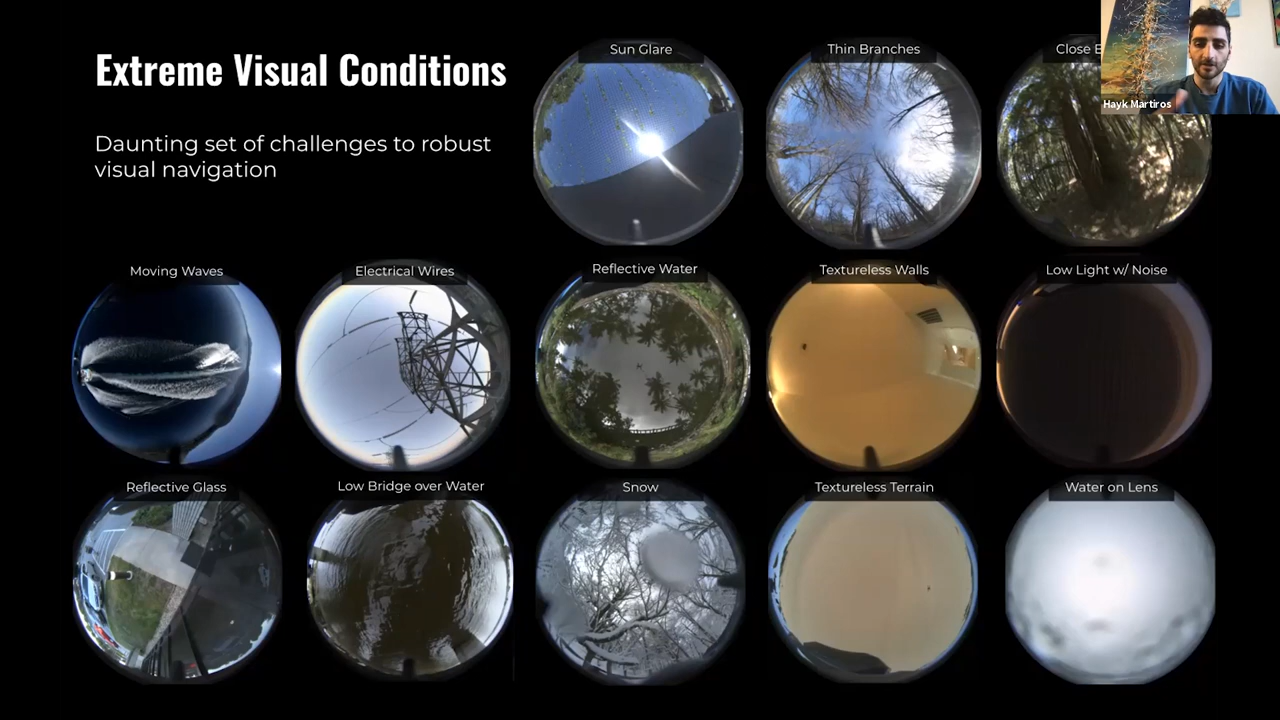 Extreme Visual Conditions
Daunting set of challenges to robust
visual navigation
Sun Glare
Thin Branches
Close
Hayk Martiros
Moving Waves
Electrical Wires
Reflective Water
Textureless Walls
Low Light w/ Noise
Reflective Glass
Low Bridge over Water
Snow
Textureless Terrain
Water on Lens